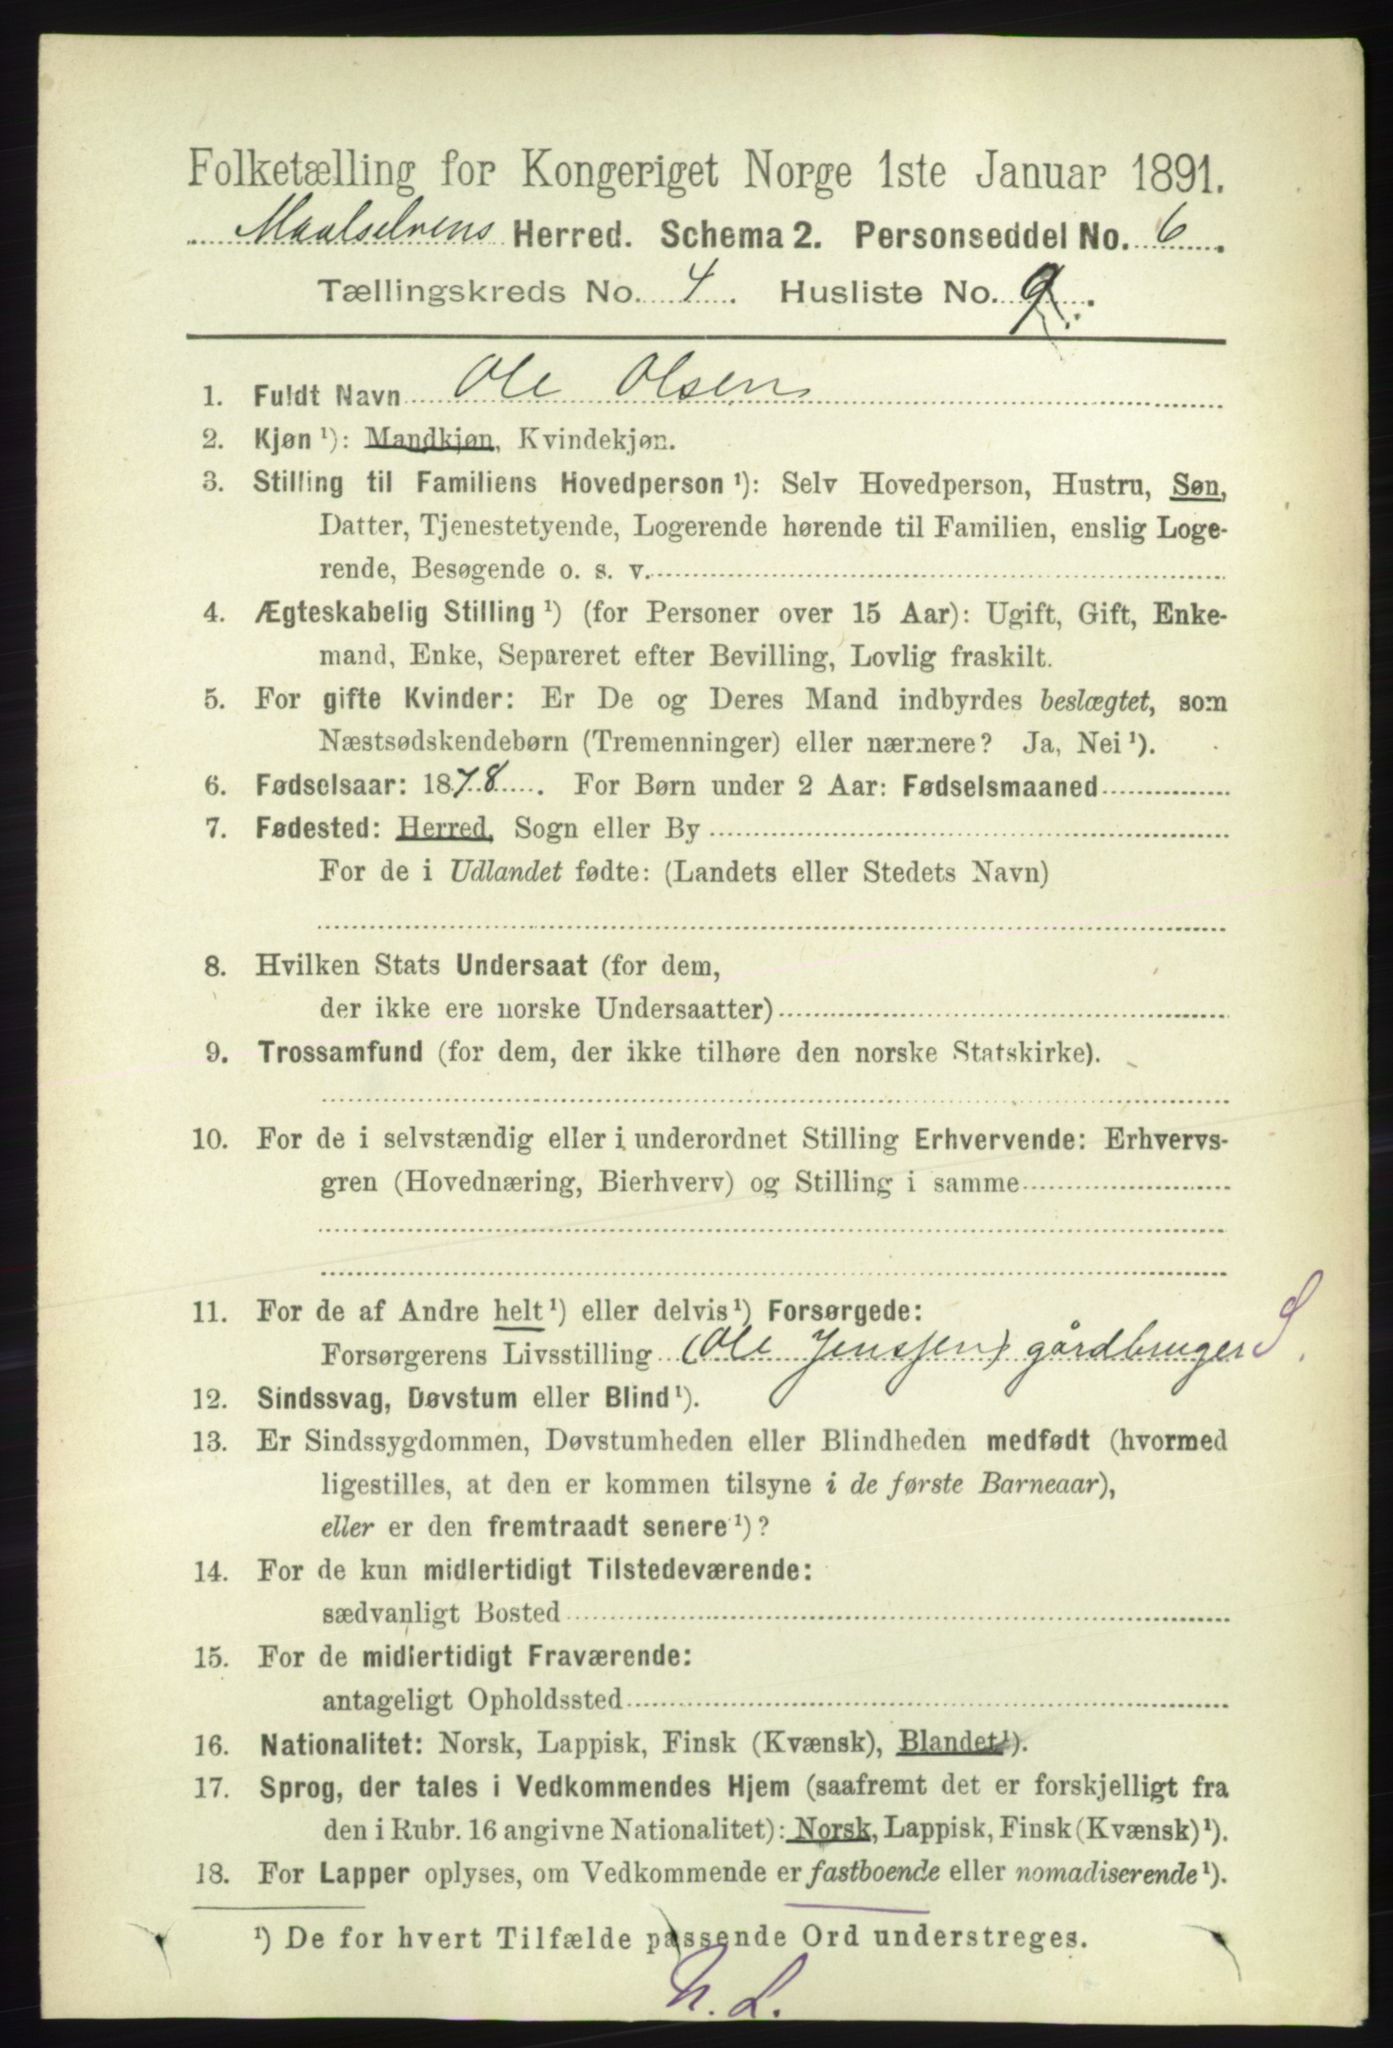 Folketælling for Kongeriget Norge 1ste Januar 1891.
Maalselvens Herred. Schema 2. Personseddel No. 6.
Tællingskreds No. 4. Husliste No. 9.
1. Fuldt Navn Ole Olsen
2. Kjøn ¹): Mandkjøn, Kvindekjøn.
3. Stilling til Familiens Hovedperson ¹): Selv Hovedperson, Hustru, Søn,
Datter, Tjenestetyende, Logerende hørende til Familien, enslig Loge-
rende, Besøgende o. s. v.
4. Ægteskabelig Stilling ¹) (for Personer over 15 Aar): Ugift, Gift, Enke-
mand, Enke, Separeret efter Bevilling, Lovlig fraskilt.
5. For gifte Kvinder: Er De og Deres Mand indbyrdes beslægtet, som
Næstsødskendebørn (Tremenninger) eller nærmere? Ja, Nei ¹).
6. Fødselsaar: 1878. For Børn under 2 Aar: Fødselsmaaned
7. Fødested: Herred, Sogn eller By
For de i Udlandet fødte: (Landets eller Stedets Navn)
8. Hvilken Stats Undersaat (for dem,
der ikke ere norske Undersaatter)
9. Trossamfund (for dem, der ikke tilhøre den norske Statskirke).
10. For de i selvstændig eller i underordnet Stilling Erhvervende: Erhvervs-
gren (Hovednæring, Bierhverv) og Stilling i samme
11. For de af Andre helt ¹) eller delvis ¹) Forsørgede:
Forsørgerens Livsstilling (Ole Jenssen) gårdbruger S.
12. Sindssvag, Døvstum eller Blind ¹).
13. Er Sindssygdommen, Døvstumheden eller Blindheden medfødt (hvormed
ligestilles, at den er kommen tilsyne i de første Barneaar),
eller er den fremtraadt senere ¹)?
14. For de kun midlertidigt Tilstedeværende:
sædvanligt Bosted
15. For de midlertidigt Fraværende:
antageligt Opholdssted
16. Nationalitet: Norsk, Lappisk, Finsk (Kvænsk), Blandet ¹).
17. Sprog, der tales i Vedkommendes Hjem (saafremt det er forskjelligt fra
den i Rubr. 16 angivne Nationalitet): Norsk, Lappisk, Finsk (Kvænsk) ¹).
18. For Lapper oplyses, om Vedkommende er fastboende eller nomadiserende ¹).
¹) De for hvert Tilfælde passende Ord understreges.
N. L.